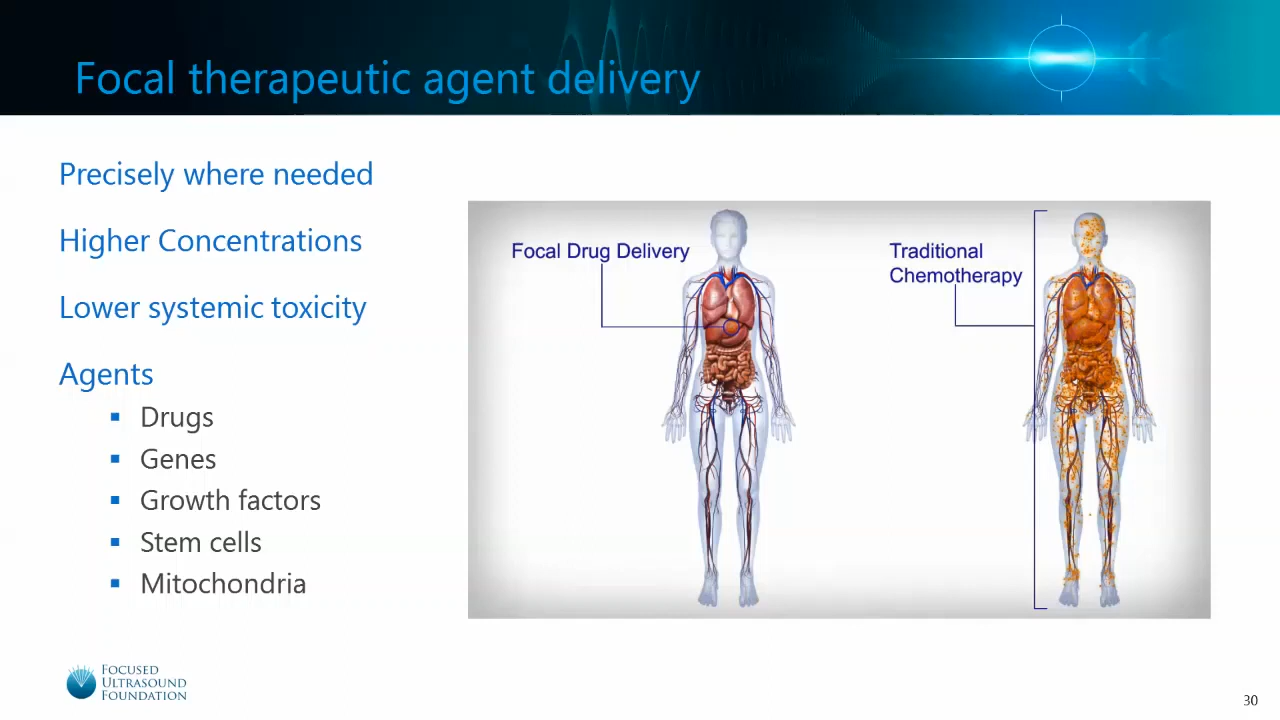 Focal therapeutic agent delivery
Precisely where needed
Higher Concentrations
Lower systemic toxicity
Agents
▪ Drugs
▪ Genes
▪ Growth factors
▪ Stem cells
▪ Mitochondria
Focal Drug Delivery
Traditional
Chemotherapy
FOCUSED
ULTRASOUND
FOUNDATION
30